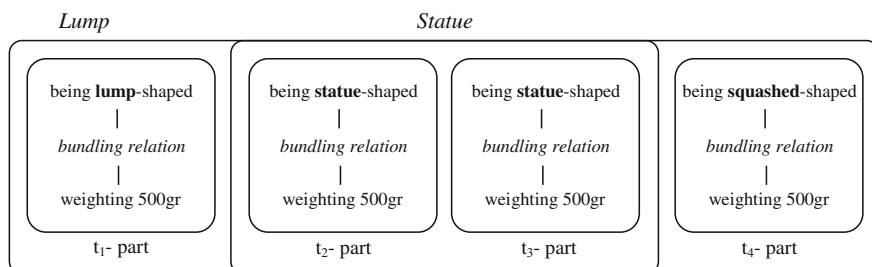 Lump Statue
being lump-shaped being statue-shaped being statue-shaped being squashed-shaped
bundling relation bundling relation bundling relation bundling relation
weighting 500gr weighting 500gr weighting 500gr weighting 500gr
t₁- part t₂- part t₃- part t₄- part